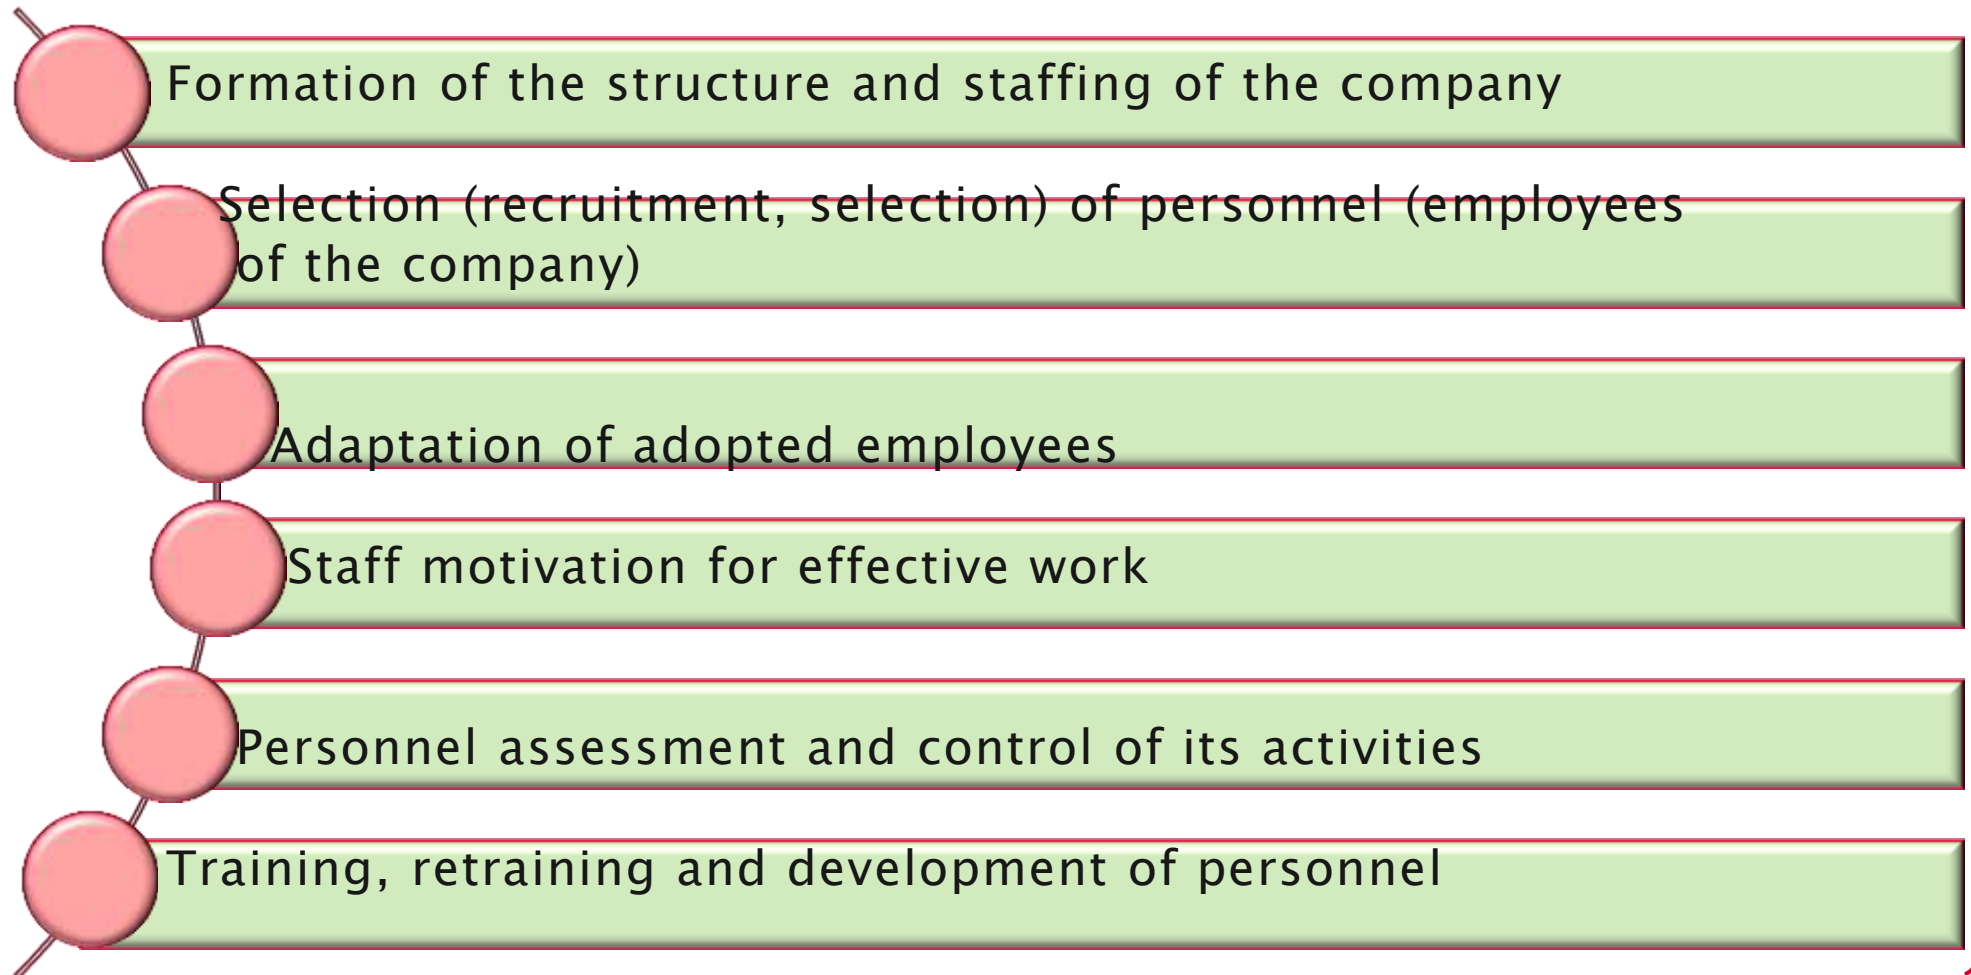 Formation of the structure and staffing of the company
Selection (recruitment, selection) of personnel (employees
of the company)
Adaptation of adopted employees
Staff motivation for effective work
Personnel assessment and control of its activities
Training, retraining and development of personnel